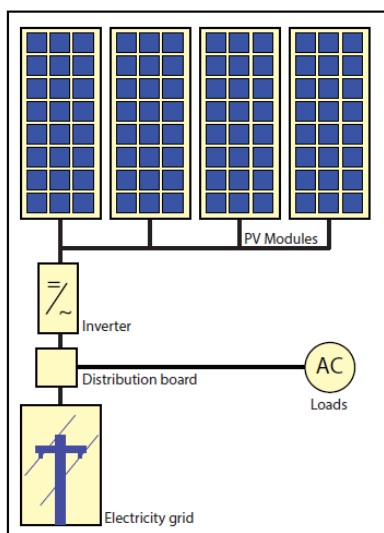 PV Modules
=
~
Inverter
Distribution board
AC
Loads
Electricity grid